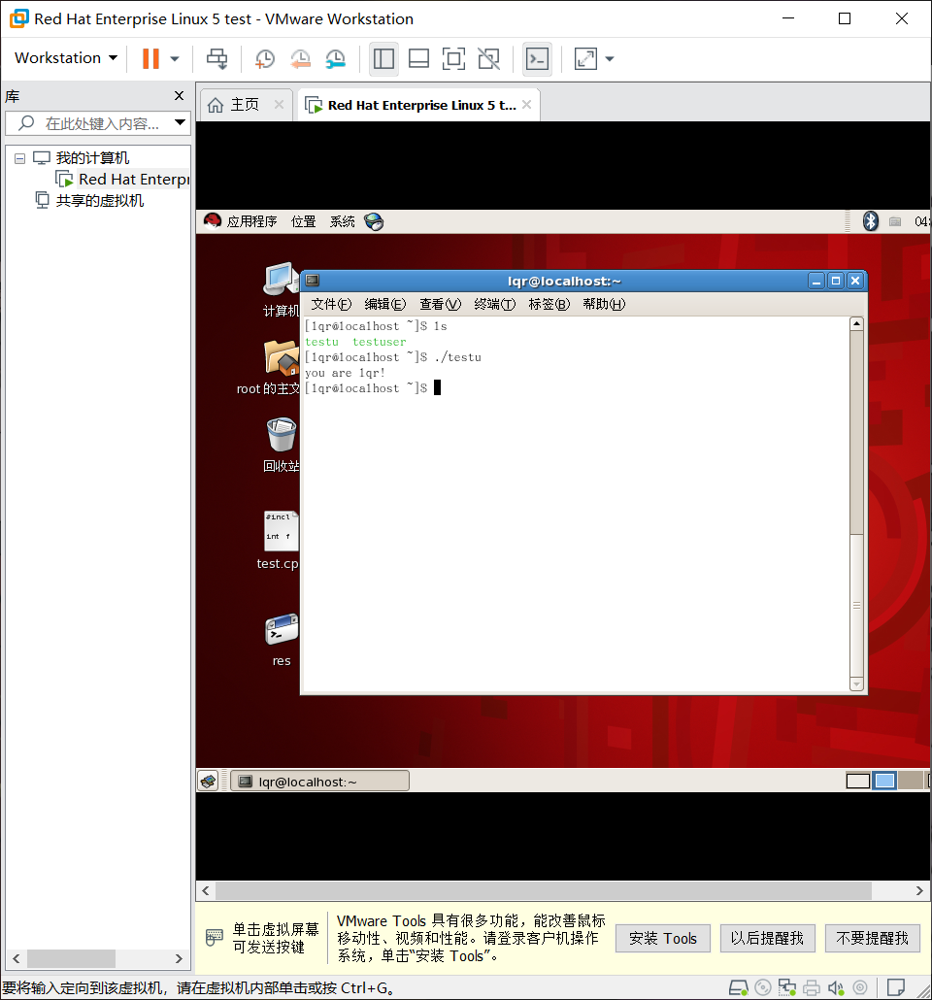 Red Hat Enterprise Linux 5 test - VMware Workstation
Workstation
库
主页
Red Hat Enterprise Linux 5 t...
在此处键入内容...
我的计算机
Red Hat Enterpr
共享的虚拟机
应用程序 位置 系统
04:
计算机
root 的主文
回收站
#incl
int f
test.cp
res
lqr@localhost:~
文件(F) 编辑(E) 查看(V) 终端(T) 标签(B) 帮助(H)
[lqr@localhost ~]$ ls
testu testuser
[lqr@localhost ~]$ ./testu
you are lqr!
[lqr@localhost ~]$
lqr@localhost:~
单击虚拟屏幕
可发送按键
VMware Tools 具有很多功能，能改善鼠标
移动性、视频和性能。请登录客户机操作
系统，单击“安装 Tools”。
安装 Tools
以后提醒我
不要提醒我
要将输入定向到该虚拟机，请在虚拟机内部单击或按 Ctrl+G。